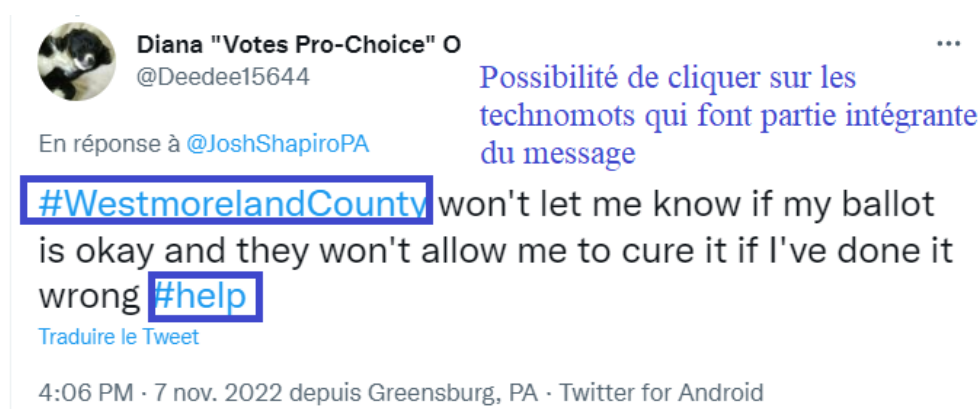 Diana "Votes Pro-Choice" O
@Deedee15644
Possibilité de cliquer sur les
technomots qui font partie intégrante
du message
En réponse à @JoshShapiroPA
#WestmorelandCounty won't let me know if my ballot
is okay and they won't allow me to cure it if I've done it
wrong #help
Traduire le Tweet
4:06 PM · 7 nov. 2022 depuis Greensburg, PA · Twitter for Android